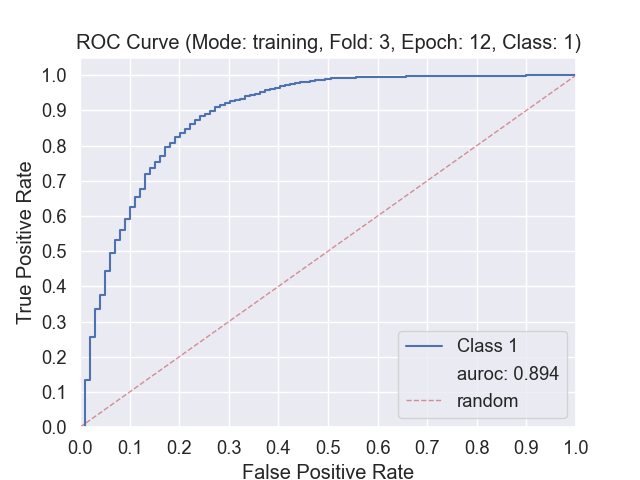 ROC Curve (Mode: training, Fold: 3, Epoch: 12, Class: 1)
True Positive Rate
1.0
0.9
0.8
0.7
0.6
0.5
0.4
0.3
0.2
0.1
0.0
Class 1
auroc: 0.894
random
0.0 0.1 0.2 0.3 0.4 0.5 0.6 0.7 0.8 0.9 1.0
False Positive Rate